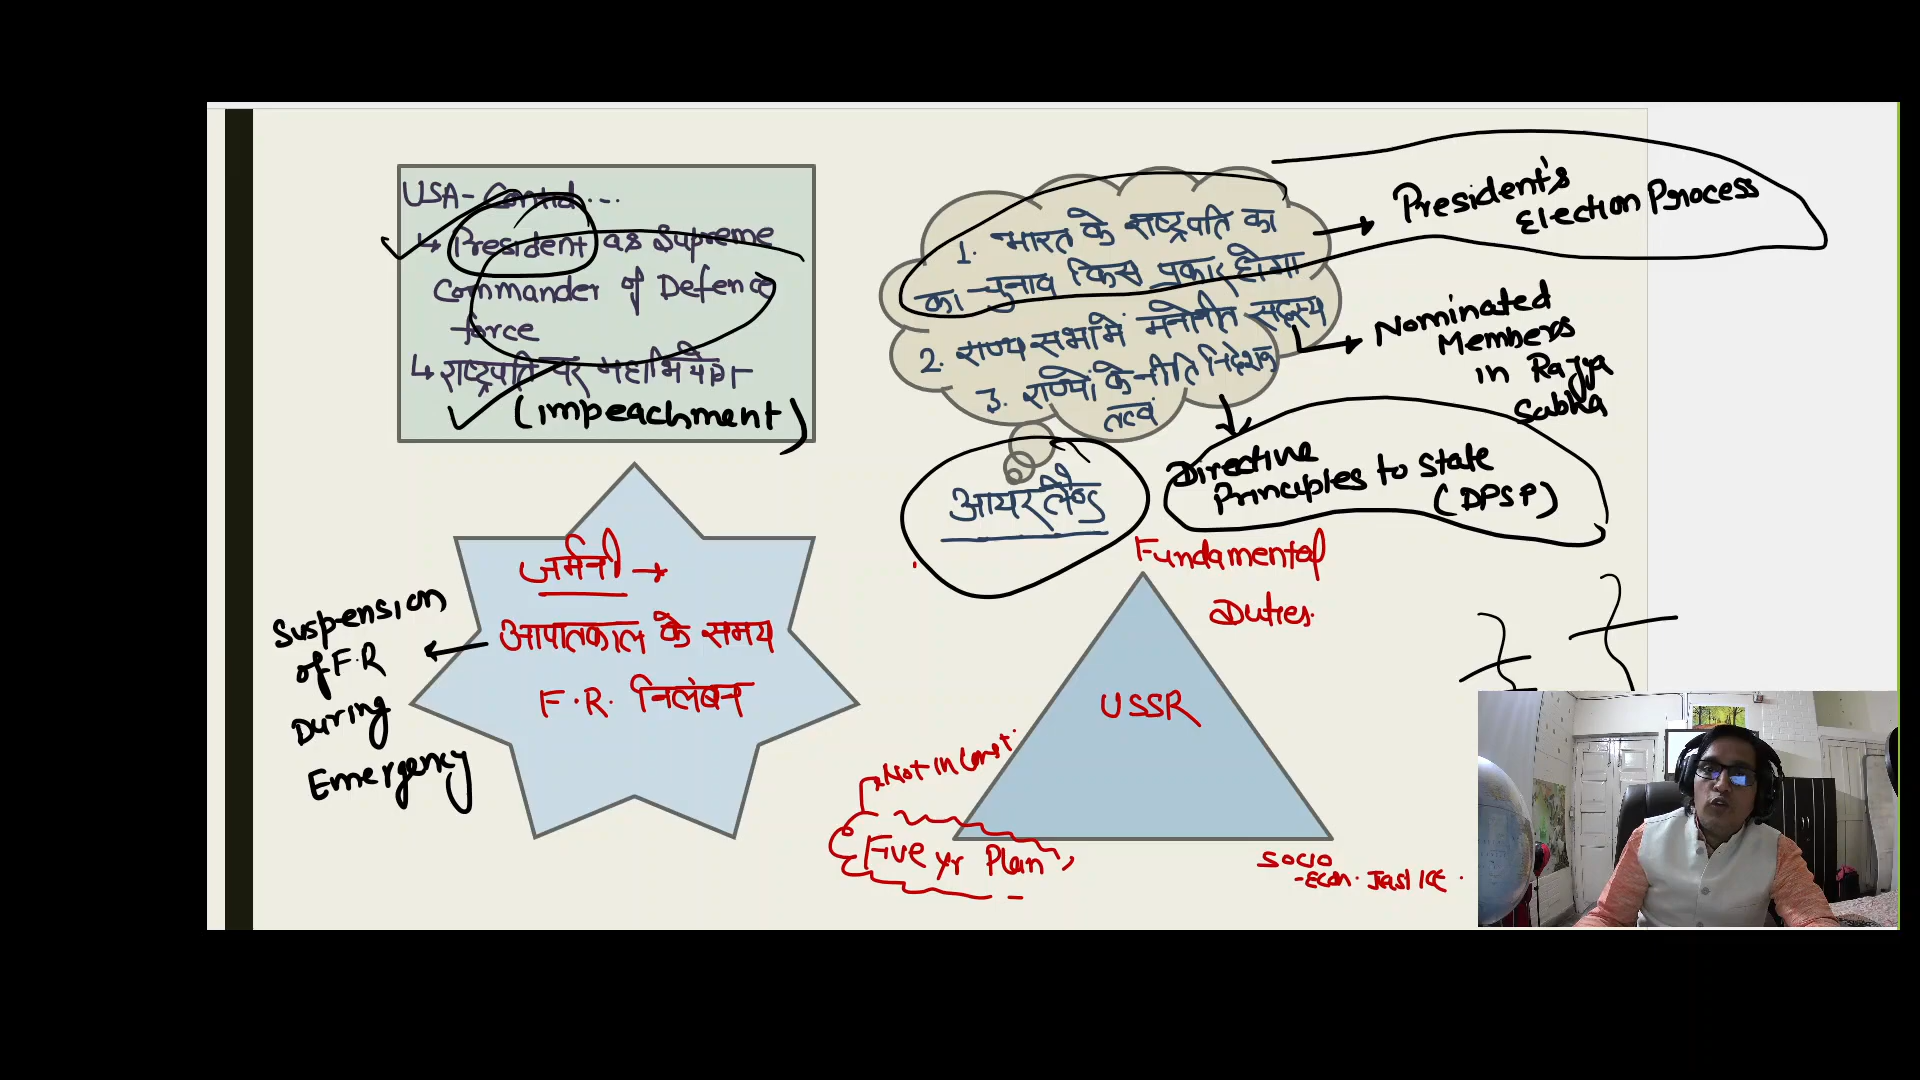 USA- Contd...
↳ President as Supreme
Commander of Defence
force
↳ राष्ट्रपति पर महाभियोग
(impeachment)
1. भारत के राष्ट्रपति का
का चुनाव किस प्रकार होगा
2. राज्य सभा में मनोनीत सदस्य
3. राज्यों के नीति निदेशक
तत्व
आयरलैण्ड
→ President's
Election Process
→ Nominated
Members
in Rajya
Sabha
Directive
Principles to State
(DPSP)
जर्मनी →
आपातकाल के समय
F.R. निलंबन
Suspension
of F.R
During
Emergency
Fundamental
Duties.
USSR
Not in Const.
Five yr Plan
Socio
-Econ. Justice.